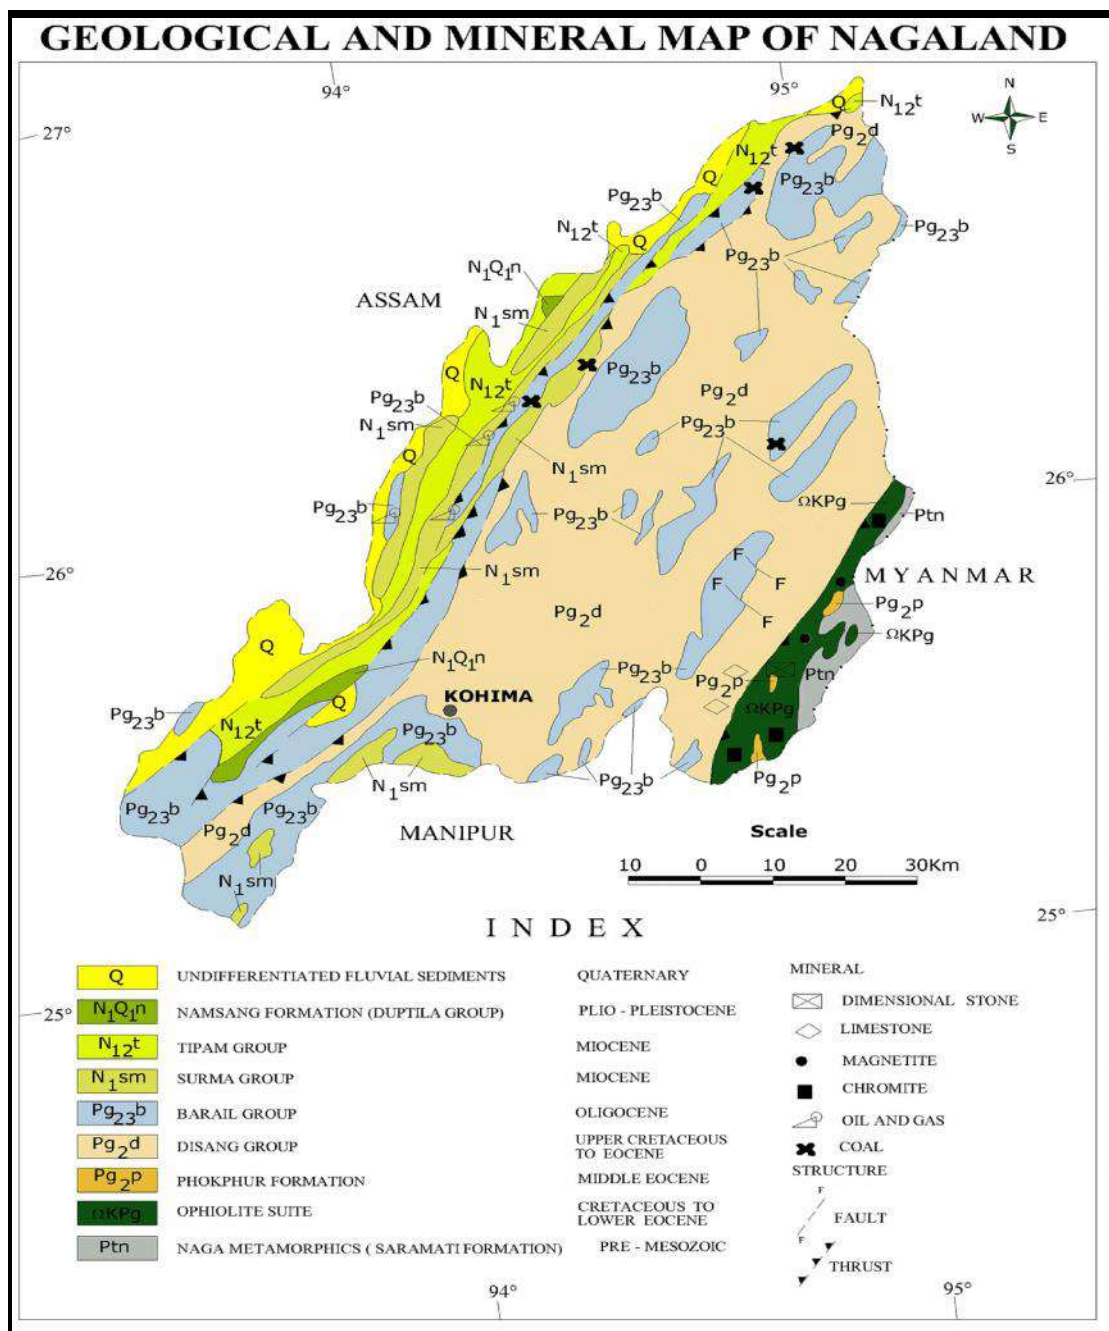 GEOLOGICAL AND MINERAL MAP OF NAGALAND
94°
95°
27°
N
W E
S
Q
N12t
Pg2d
N12t
Pg23b
Q
Pg23b
Pg23b
N12t
Q
Pg23b
N1Q1n
ASSAM
N1sm
Pg23b
Q
N12t
Pg2d
Pg23b
Pg23b
N1sm
Q
N1sm
26°
ΩKPg
Pg23b
Pg23b
Ptn
26°
N1sm
F
F F
F
MYANMAR
Pg2d
Pg2p
ΩKPg
Q
N1Q1n
Pg23b
Ptn
Pg2p
KOHIMA
Q
ΩKPg
Pg23b
N12t
Pg23b
Pg2p
N1sm
Pg23b
Pg23b
Pg23b
Pg2d
MANIPUR
Scale
10 0 10 20 30Km
N1sm
25°
INDEX
Q UNDIFFERENTIATED FLUVIAL SEDIMENTS QUATERNARY
N1Q1n NAMSANG FORMATION (DUPTILA GROUP) PLIO - PLEISTOCENE
N12t TIPAM GROUP MIOCENE
N1sm SURMA GROUP MIOCENE
Pg23b BARAIL GROUP OLIGOCENE
Pg2d DISANG GROUP UPPER CRETACEOUS
TO EOCENE
Pg2p PHOKPHUR FORMATION MIDDLE EOCENE
ΩKPg OPHIOLITE SUITE CRETACEOUS TO
LOWER EOCENE
Ptn NAGA METAMORPHICS ( SARAMATI FORMATION) PRE - MESOZOIC
MINERAL
DIMENSIONAL STONE
LIMESTONE
MAGNETITE
CHROMITE
OIL AND GAS
COAL
STRUCTURE
F
FAULT
F
THRUST
25°
94°
95°